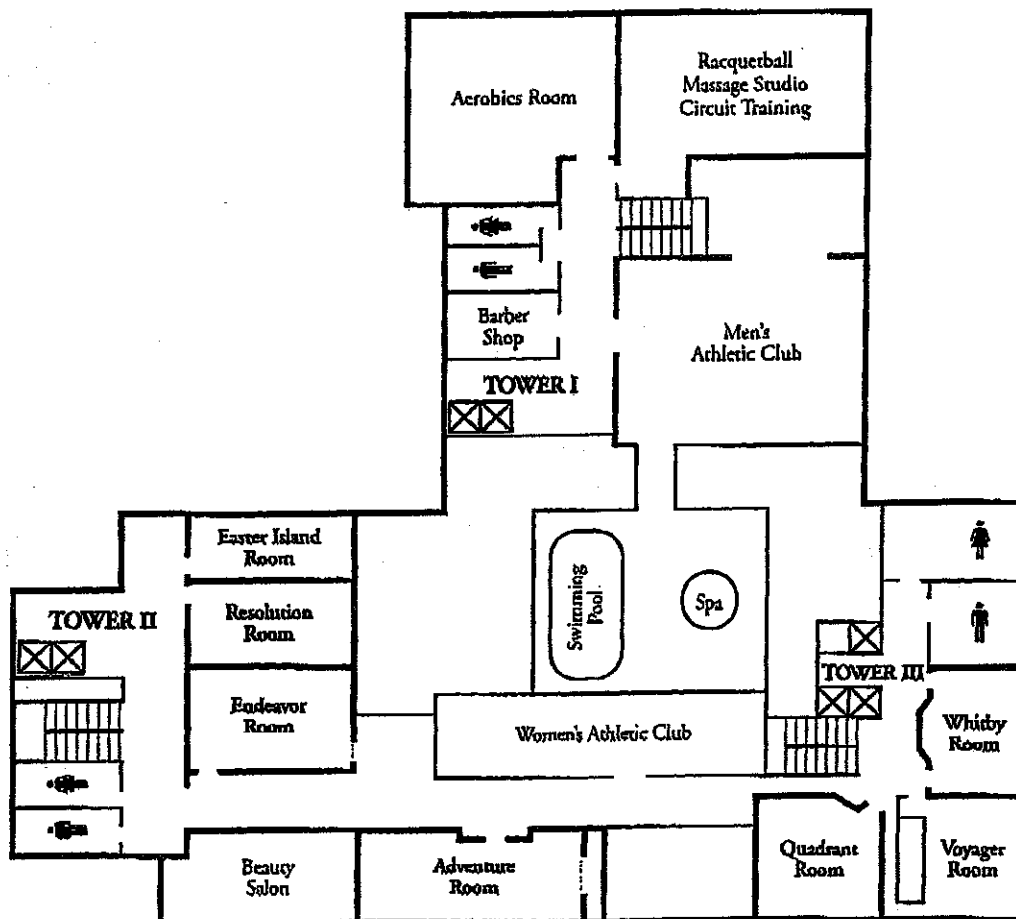 Aerobics Room
Racquetball
Massage Studio
Circuit Training
Barber
Shop
Men's
Athletic Club
TOWER I
Easter Island
Room
Resolution
Room
TOWER II
Endeavor
Room
Swimming
Pool
Spa
TOWER III
Women's Athletic Club
Whitby
Room
Beauty
Salon
Adventure
Room
Quadrant
Room
Voyager
Room